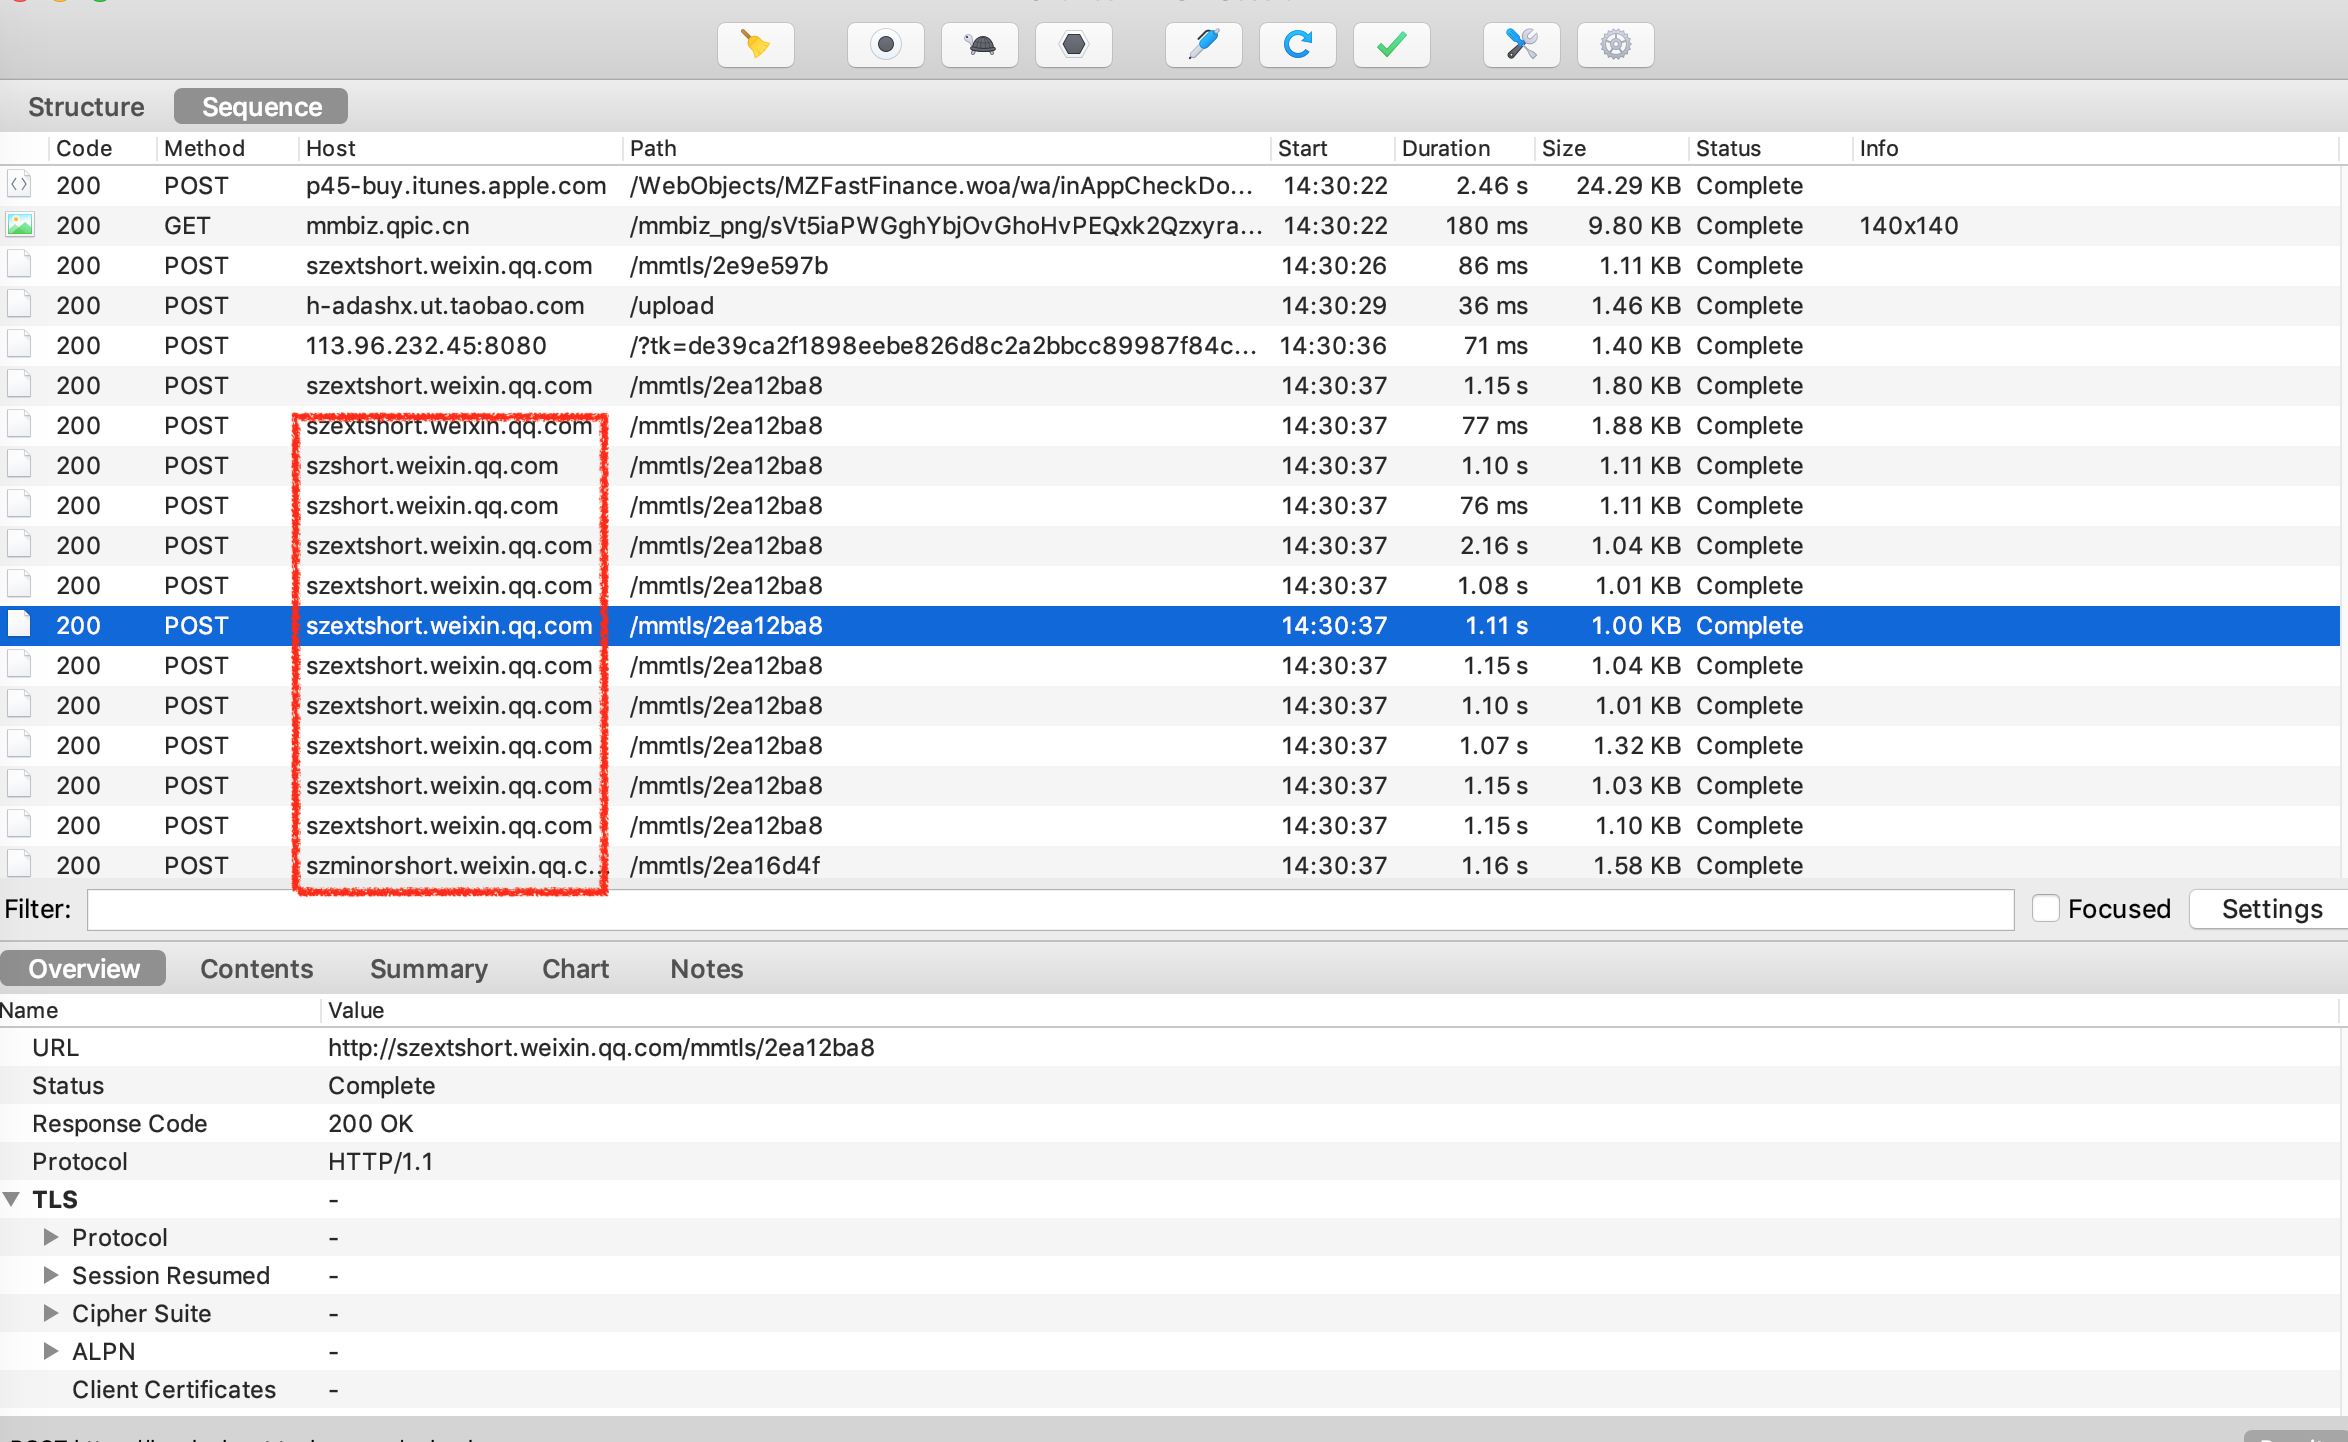 Structure Sequence
Code Method Host Path Start Duration Size Status Info
200 POST p45-buy.itunes.apple.com /WebObjects/MZFastFinance.woa/wa/inAppCheckDo... 14:30:22 2.46 s 24.29 KB Complete
200 GET mmbiz.qpic.cn /mmbiz_png/sVt5iaPWGghYbjOvGhoHvPEQxk2Qzxyra... 14:30:22 180 ms 9.80 KB Complete 140x140
200 POST szextshort.weixin.qq.com /mmtls/2e9e597b 14:30:26 86 ms 1.11 KB Complete
200 POST h-adashx.ut.taobao.com /upload 14:30:29 36 ms 1.46 KB Complete
200 POST 113.96.232.45:8080 /?tk=de39ca2f1898eebe826d8c2a2bbcc89987f84c... 14:30:36 71 ms 1.40 KB Complete
200 POST szextshort.weixin.qq.com /mmtls/2ea12ba8 14:30:37 1.15 s 1.80 KB Complete
200 POST szextshort.weixin.qq.com /mmtls/2ea12ba8 14:30:37 77 ms 1.88 KB Complete
200 POST szshort.weixin.qq.com /mmtls/2ea12ba8 14:30:37 1.10 s 1.11 KB Complete
200 POST szshort.weixin.qq.com /mmtls/2ea12ba8 14:30:37 76 ms 1.11 KB Complete
200 POST szextshort.weixin.qq.com /mmtls/2ea12ba8 14:30:37 2.16 s 1.04 KB Complete
200 POST szextshort.weixin.qq.com /mmtls/2ea12ba8 14:30:37 1.08 s 1.01 KB Complete
200 POST szextshort.weixin.qq.com /mmtls/2ea12ba8 14:30:37 1.11 s 1.00 KB Complete
200 POST szextshort.weixin.qq.com /mmtls/2ea12ba8 14:30:37 1.15 s 1.04 KB Complete
200 POST szextshort.weixin.qq.com /mmtls/2ea12ba8 14:30:37 1.10 s 1.01 KB Complete
200 POST szextshort.weixin.qq.com /mmtls/2ea12ba8 14:30:37 1.07 s 1.32 KB Complete
200 POST szextshort.weixin.qq.com /mmtls/2ea12ba8 14:30:37 1.15 s 1.03 KB Complete
200 POST szextshort.weixin.qq.com /mmtls/2ea12ba8 14:30:37 1.15 s 1.10 KB Complete
200 POST szminorshort.weixin.qq.c... /mmtls/2ea16d4f 14:30:37 1.16 s 1.58 KB Complete
Filter: Focused Settings
Overview Contents Summary Chart Notes
Name Value
URL http://szextshort.weixin.qq.com/mmtls/2ea12ba8
Status Complete
Response Code 200 OK
Protocol HTTP/1.1
TLS -
Protocol -
Session Resumed -
Cipher Suite -
ALPN -
Client Certificates -